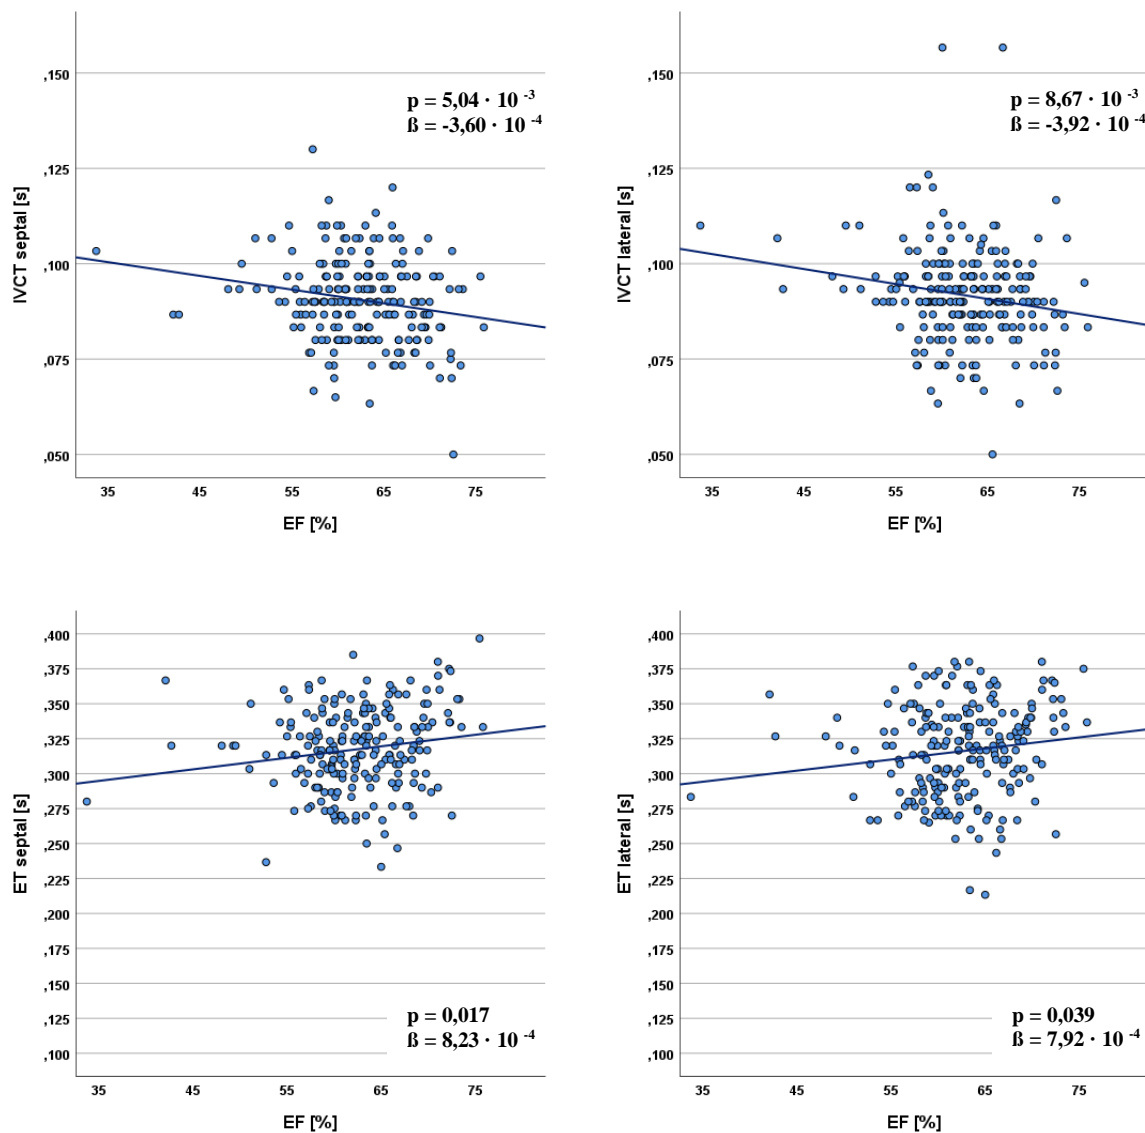 ,150
,125
,100
,075
,050
IVCT septal [s]
p = 5,04 · 10 -3
ß = -3,60 · 10 -4
35 45 55 65 75
EF [%]
,150
,125
,100
,075
,050
IVCT lateral [s]
p = 8,67 · 10 -3
ß = -3,92 · 10 -4
35 45 55 65 75
EF [%]
,400
,375
,350
,325
,300
,275
,250
,225
,200
,175
,150
,125
,100
ET septal [s]
p = 0,017
ß = 8,23 · 10 -4
35 45 55 65 75
EF [%]
,400
,375
,350
,325
,300
,275
,250
,225
,200
,175
,150
,125
,100
ET lateral [s]
p = 0,039
ß = 7,92 · 10 -4
35 45 55 65 75
EF [%]